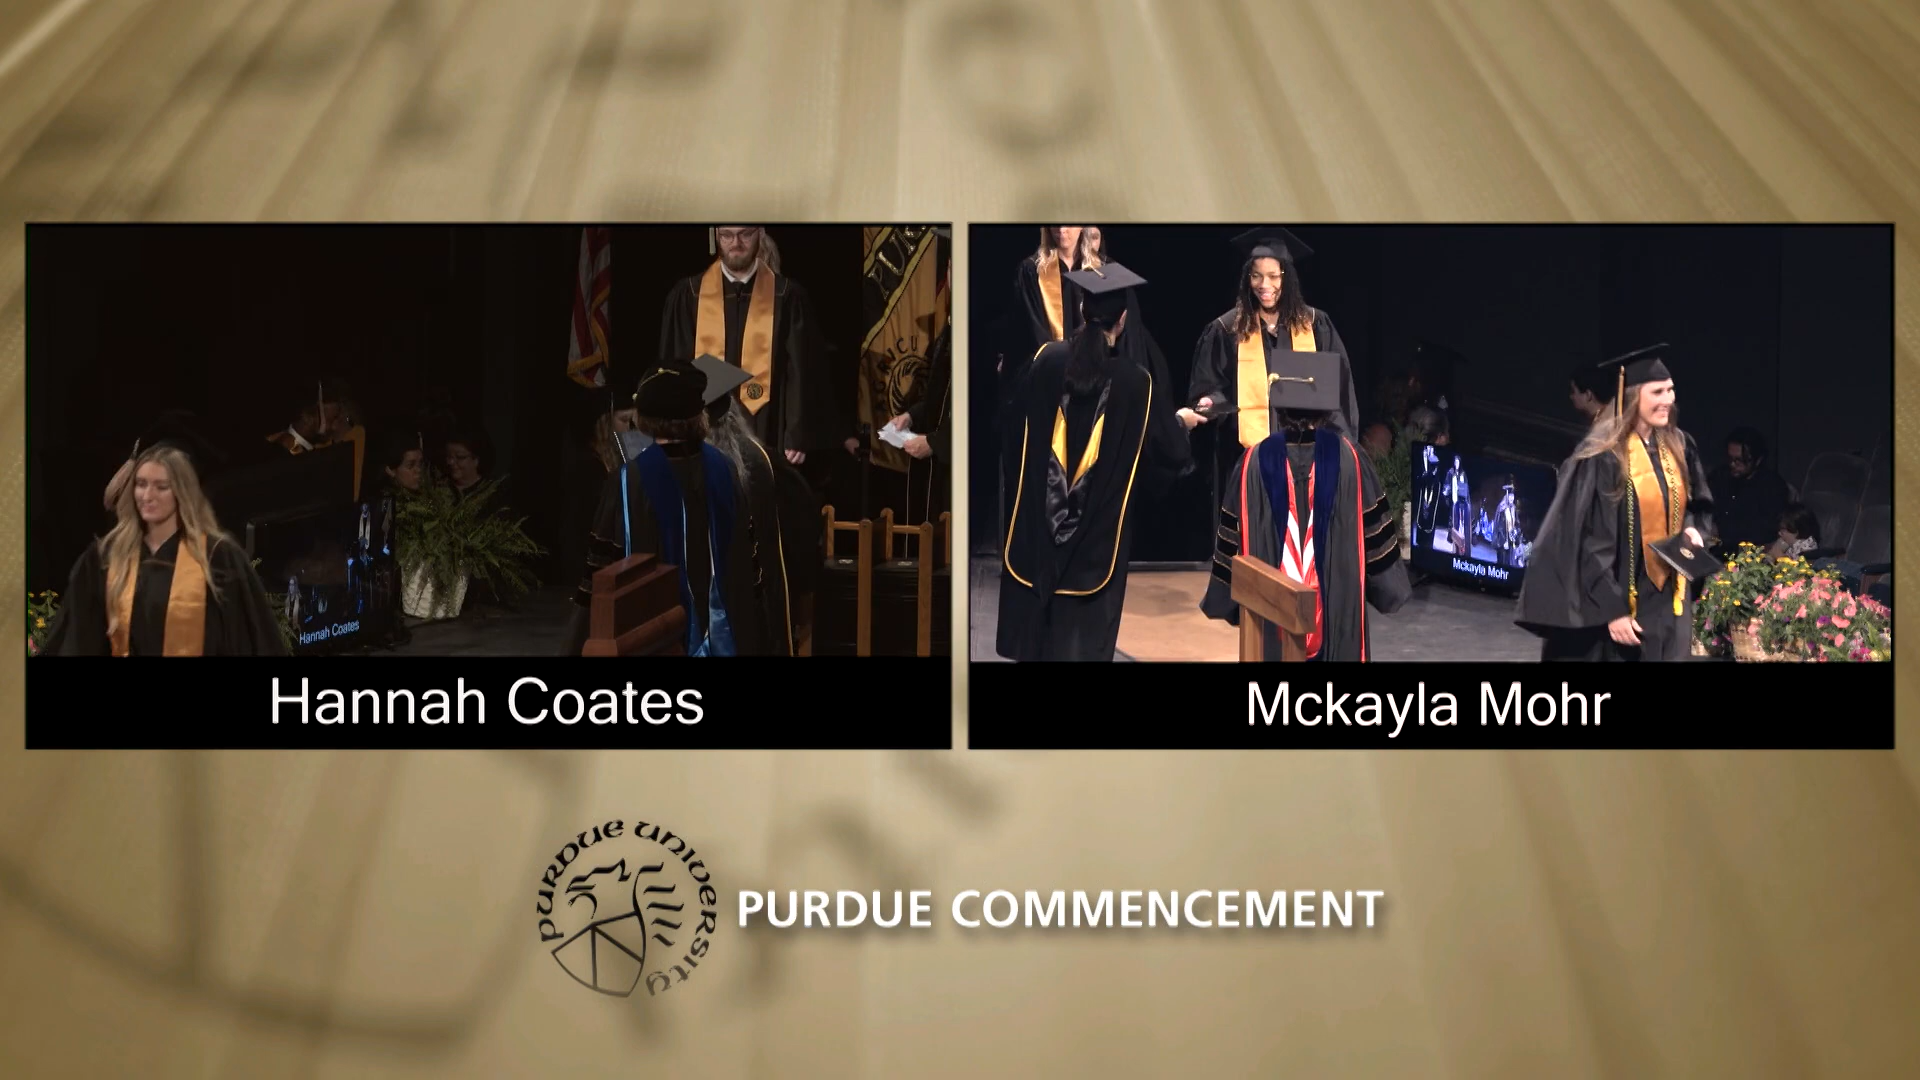 Hannah Coates
Mckayla Mohr
Hannah Coates
Mckayla Mohr
PURDUE UNIVERSITY
PURDUE COMMENCEMENT